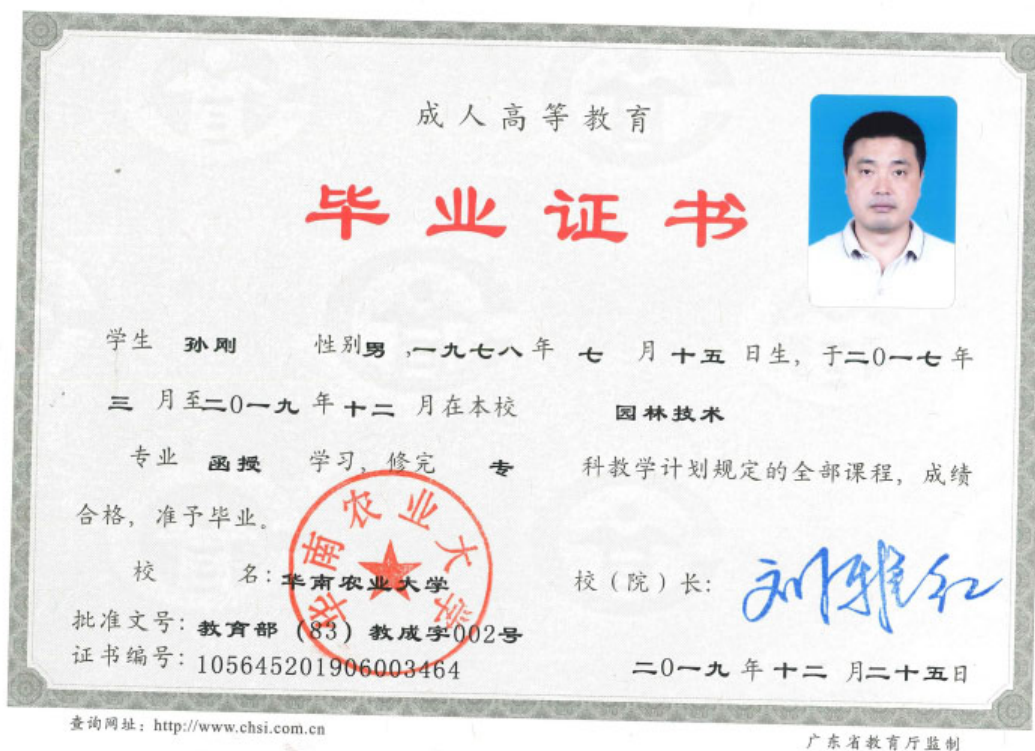 成人高等教育
毕业证书
学生 孙刚 性别男,一九七八年 七 月十五 日生, 于二0一七年
三 月至二0一九 年十二 月在本校 园林技术
专业 函授 学习, 修完 专 科教学计划规定的全部课程, 成绩
合格, 准予毕业。
华南农业大学
校 名: 华南农业大学 校(院)长: 刘雅红
批准文号: 教育部 (83) 教成字002号
证书编号: 105645201906003464 二0一九 年十二 月二十五日
查询网址: http://www.chsi.com.cn 广东省教育厅监制